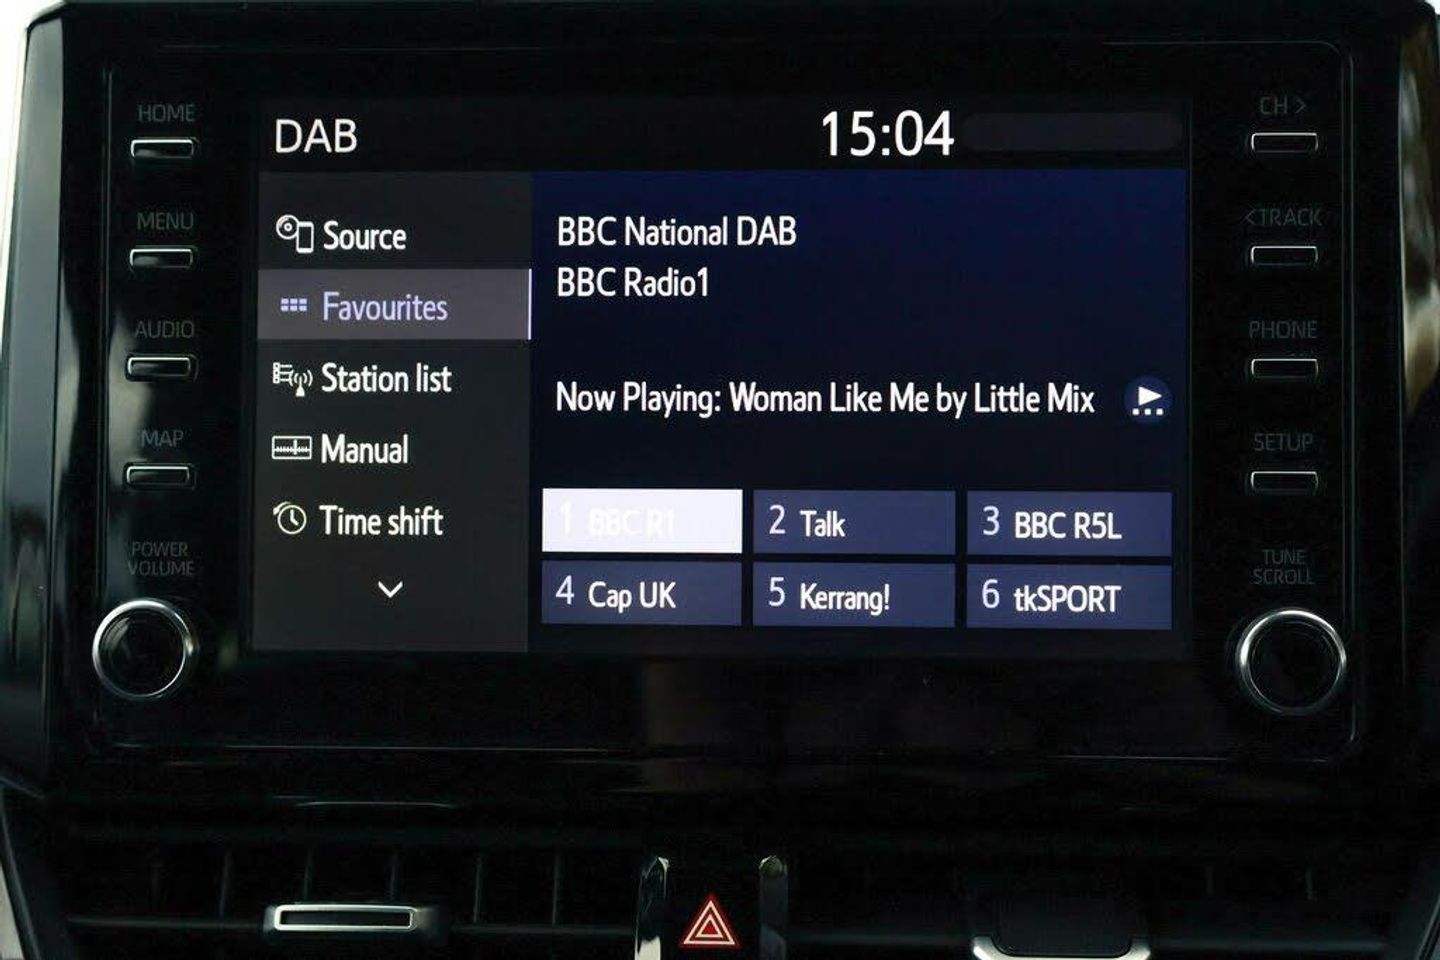 HOME
MENU
AUDIO
MAP
POWER
VOLUME
DAB
15:04
Source
Favourites
Station list
Manual
Time shift
BBC National DAB
BBC Radio1
Now Playing: Woman Like Me by Little Mix
1 BBC R1
2 Talk
3 BBC R5L
4 Cap UK
5 Kerrang!
6 tkSPORT
CH >
<TRACK
PHONE
SETUP
TUNE
SCROLL